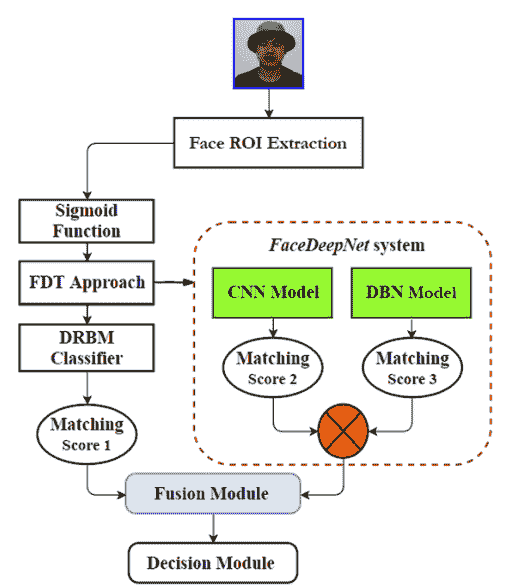 Face ROI Extraction
Sigmoid
Function
FaceDeepNet system
FDT Approach
CNN Model
DBN Model
DRBM
Classifier
Matching
Score 2
Matching
Score 3
Matching
Score 1
Fusion Module
Decision Module